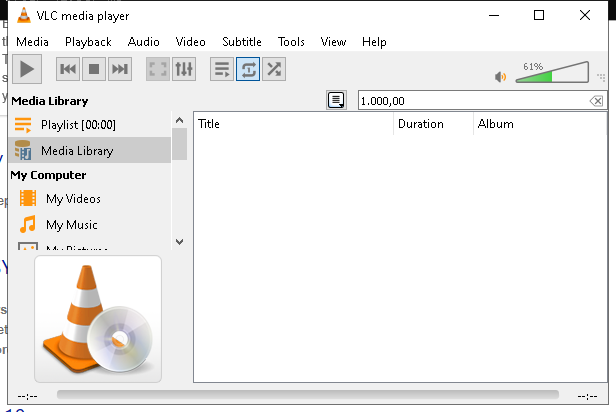 VLC media player
Media Playback Audio Video Subtitle Tools View Help
61%
Media Library
1.000,00
Playlist [00:00]
Title Duration Album
Media Library
My Computer
My Videos
My Music
My Pictures
--:-- --:--